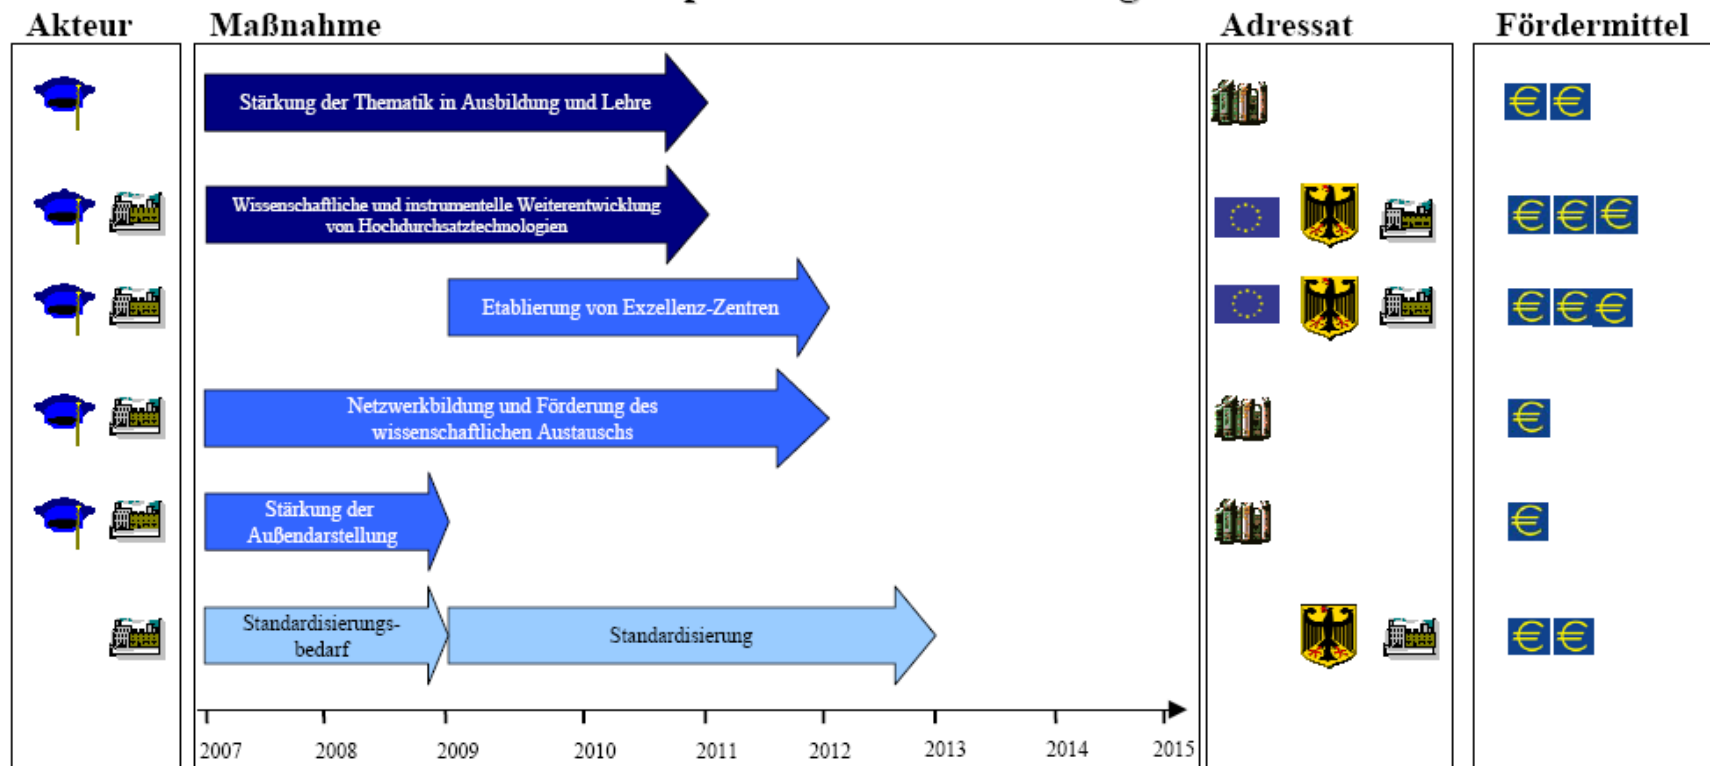 Akteur Maßnahme Adressat Fördermittel
Stärkung der Thematik in Ausbildung und Lehre
€ €
Wissenschaftliche und instrumentelle Weiterentwicklung
von Hochdurchsatztechnologien
€ € €
Etablierung von Exzellenz-Zentren
€ € €
Netzwerkbildung und Förderung des
wissenschaftlichen Austauschs
€
Stärkung der
Außendarstellung
€
Standardisierungs-
bedarf
Standardisierung
€ €
2007 2008 2009 2010 2011 2012 2013 2014 2015